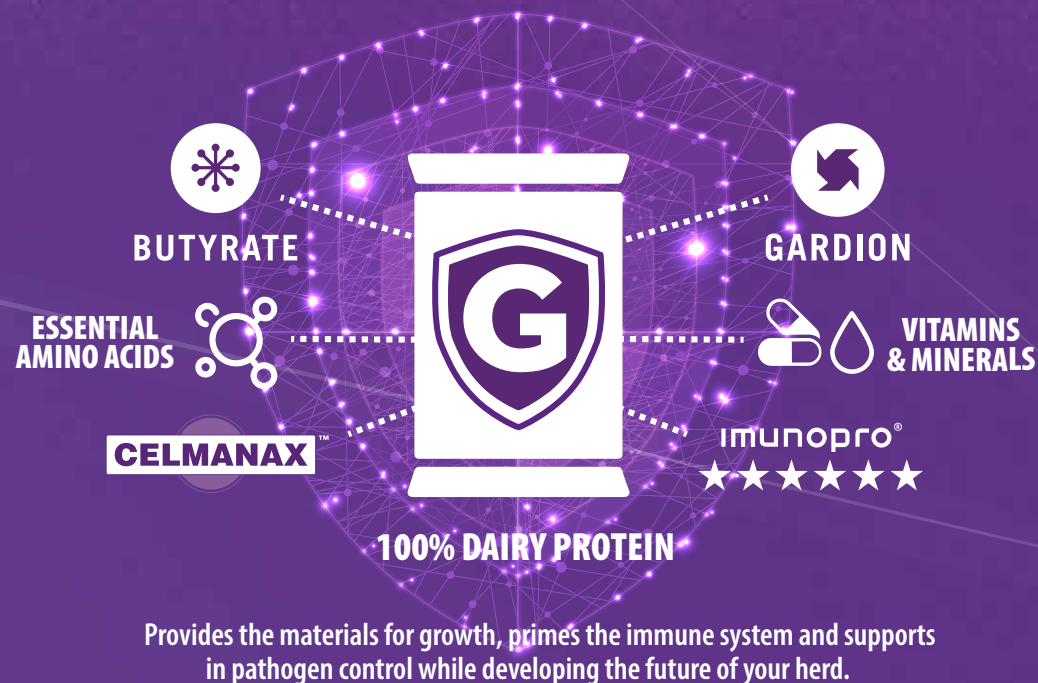 BUTYRATE
GARDION
G
ESSENTIAL
AMINO ACIDS
VITAMINS
& MINERALS
CELMANAX™
ımunopro®
100% DAIRY PROTEIN
Provides the materials for growth, primes the immune system and supports
in pathogen control while developing the future of your herd.